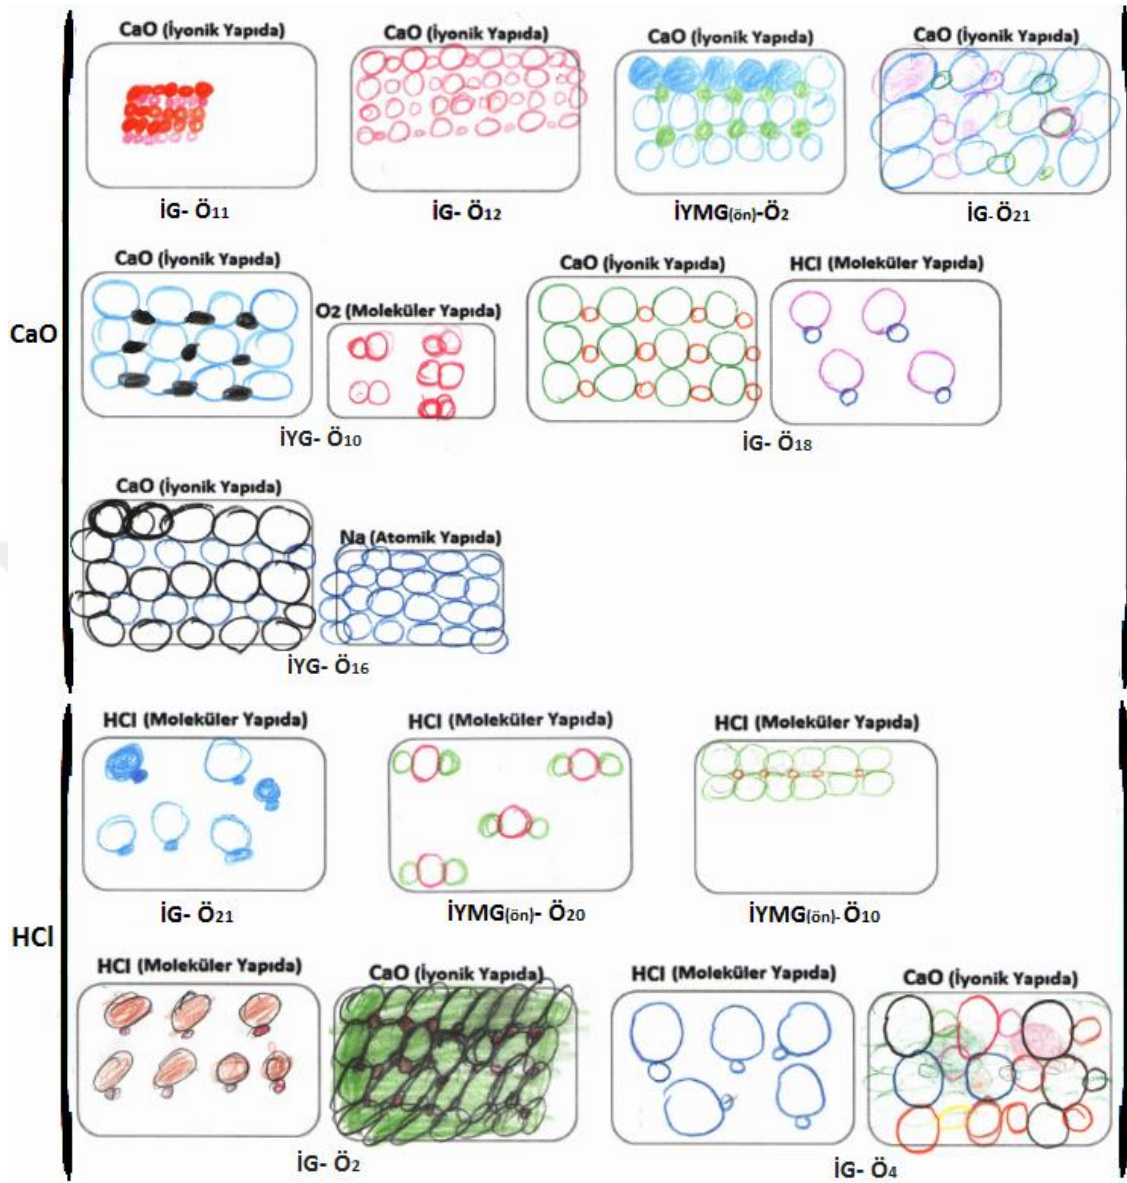 CaO (İyonik Yapıda) CaO (İyonik Yapıda) CaO (İyonik Yapıda) CaO (İyonik Yapıda)
İG- Ö11 İG- Ö12 İYMG(ön)-Ö2 İG-Ö21
CaO (İyonik Yapıda) O2 (Moleküler Yapıda) CaO (İyonik Yapıda) HCl (Moleküler Yapıda)
CaO
İYG- Ö10 İG- Ö18
CaO (İyonik Yapıda) Na (Atomik Yapıda)
İYG- Ö16
HCl (Moleküler Yapıda) HCl (Moleküler Yapıda) HCl (Moleküler Yapıda)
İG- Ö21 İYMG(ön)- Ö20 İYMG(ön)- Ö10
HCl
HCl (Moleküler Yapıda) CaO (İyonik Yapıda) HCl (Moleküler Yapıda) CaO (İyonik Yapıda)
İG- Ö2 İG- Ö4